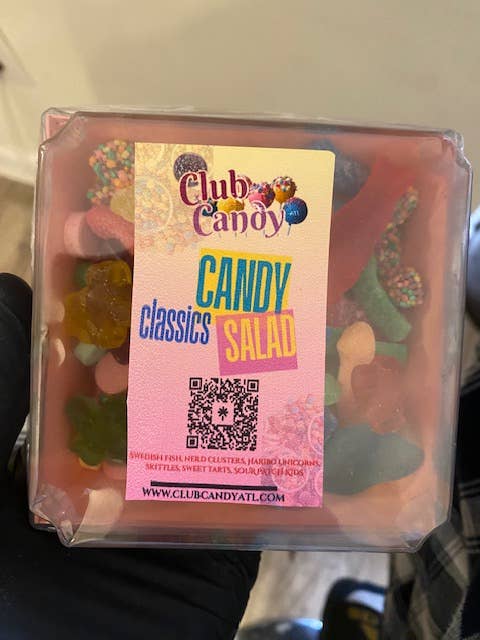 Club
Candy
ATL
CANDY
classics
SALAD
SWEDISH FISH, NERD CLUSTERS, HARIBO UNICORNS,
SKITTLES, SWEET TARTS, SOUR PATCH KIDS
WWW.CLUBCANDYATL.COM